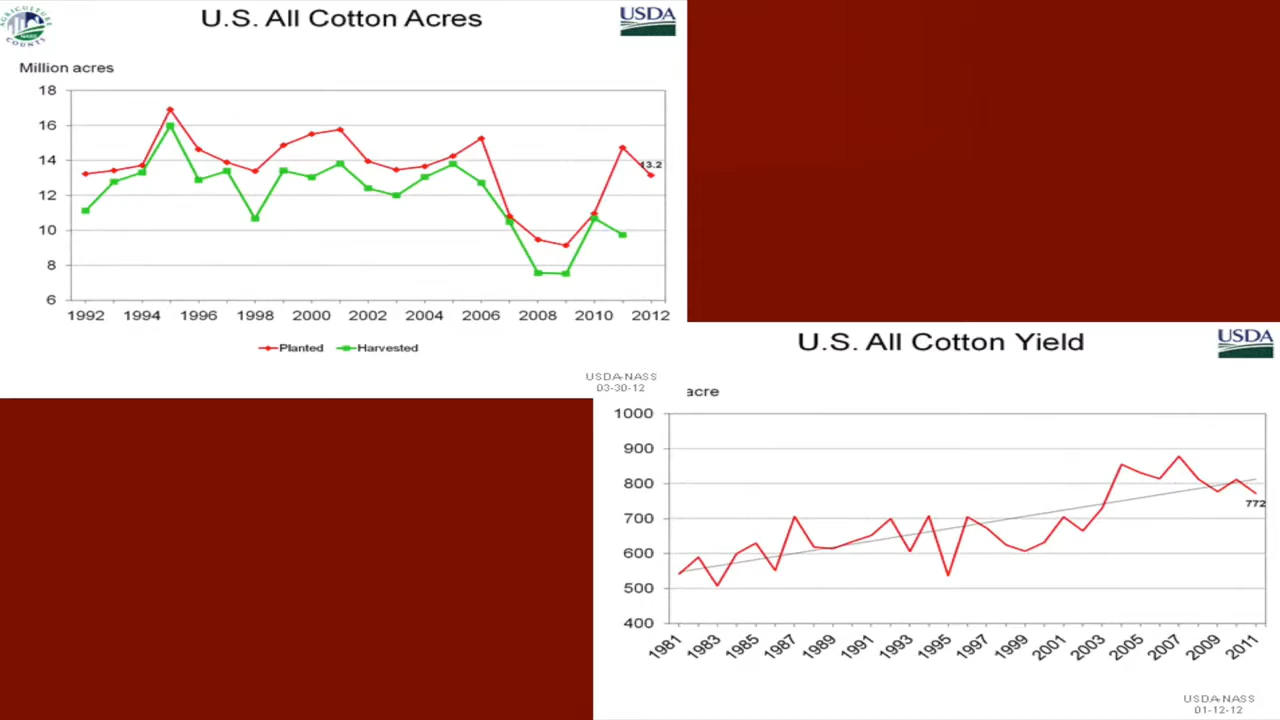 U.S. All Cotton Acres
AGRICULTURE
NASS
COUNTS
USDA
Million acres
18
16
14
12
10
8
6
13.2
1992 1994 1996 1998 2000 2002 2004 2006 2008 2010 2012
Planted Harvested
USDA-NASS
03-30-12
U.S. All Cotton Yield
USDA
acre
1000
900
800
700
600
500
400
772
1981 1983 1985 1987 1989 1991 1993 1995 1997 1999 2001 2003 2005 2007 2009 2011
USDA-NASS
01-12-12